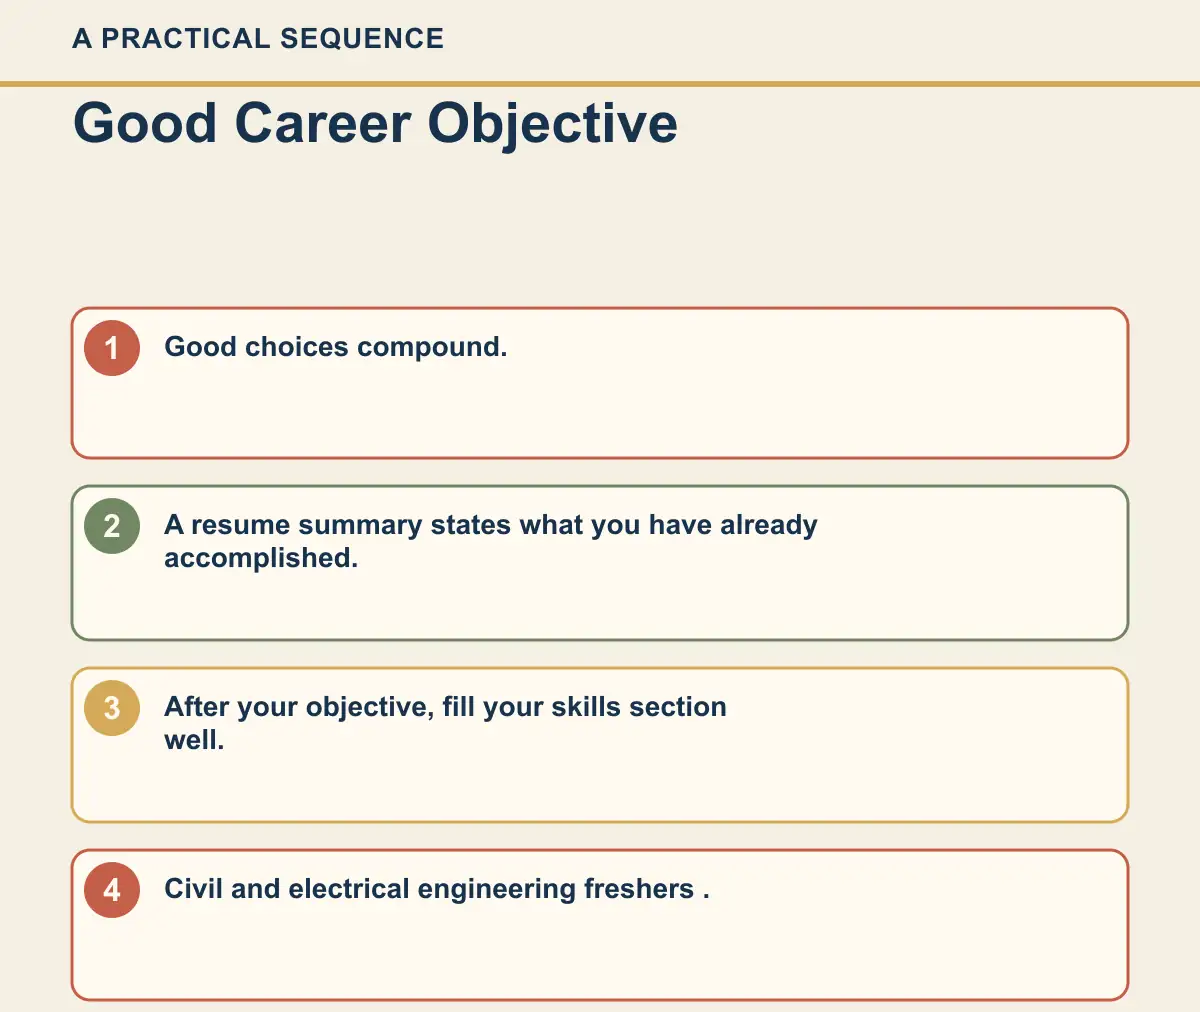 A PRACTICAL SEQUENCE
Good Career Objective
1
Good choices compound.
2
A resume summary states what you have already
accomplished.
3
After your objective, fill your skills section
well.
4
Civil and electrical engineering freshers .